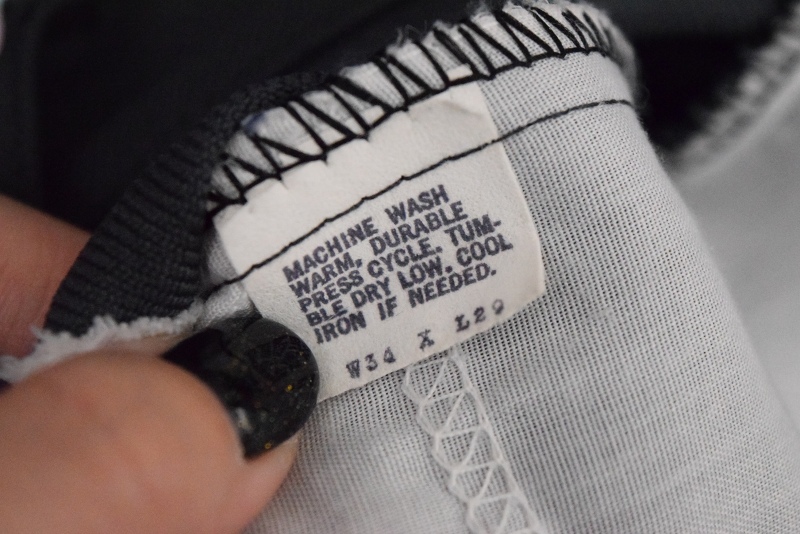 MACHINE WASH
WARM, DURABLE
PRESS CYCLE. TUM-
BLE DRY LOW. COOL
IRON IF NEEDED.
W34 X L29